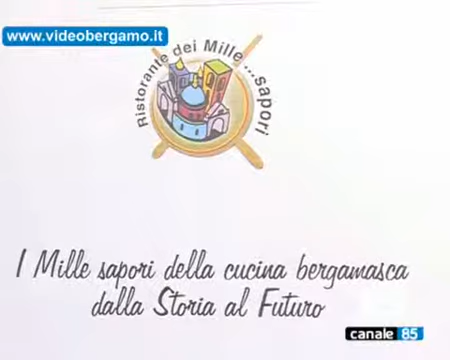 www.videobergamo.it
Ristorante dei Mille ...sapori
I Mille sapori della cucina bergamasca
dalla Storia al Futuro
canale 85